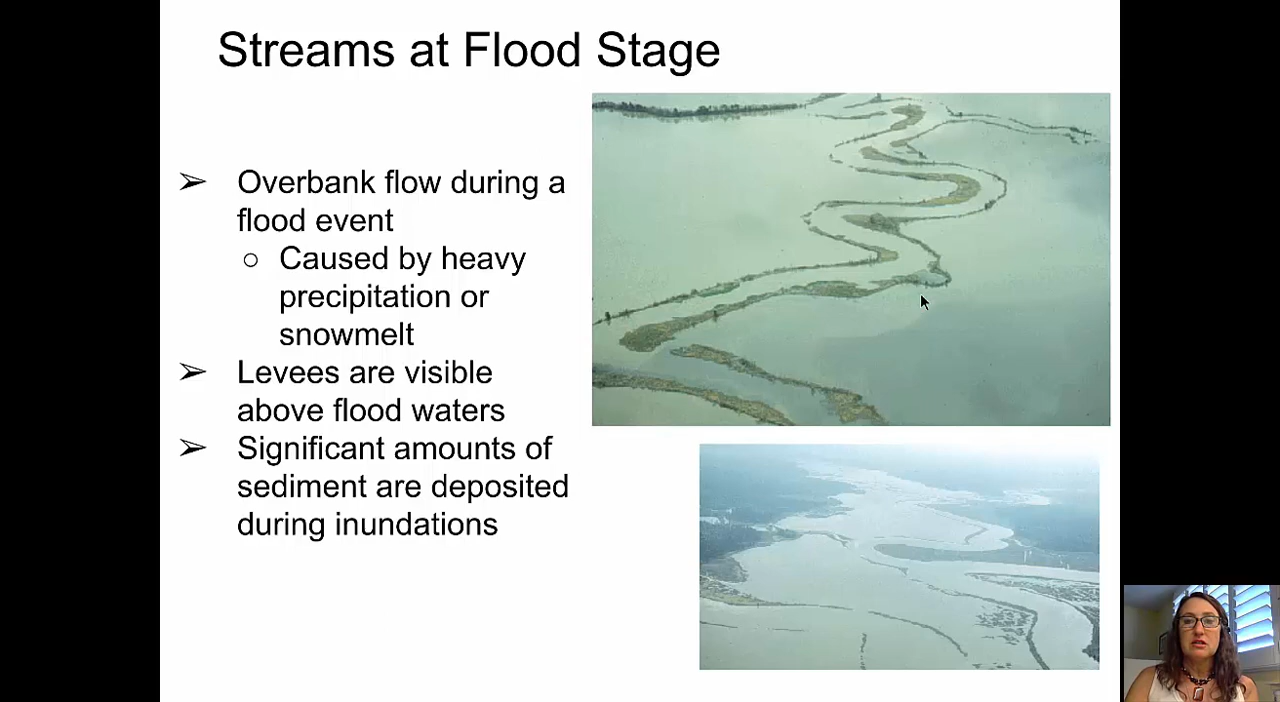 Streams at Flood Stage
➢ Overbank flow during a
flood event
○ Caused by heavy
precipitation or
snowmelt
➢ Levees are visible
above flood waters
➢ Significant amounts of
sediment are deposited
during inundations